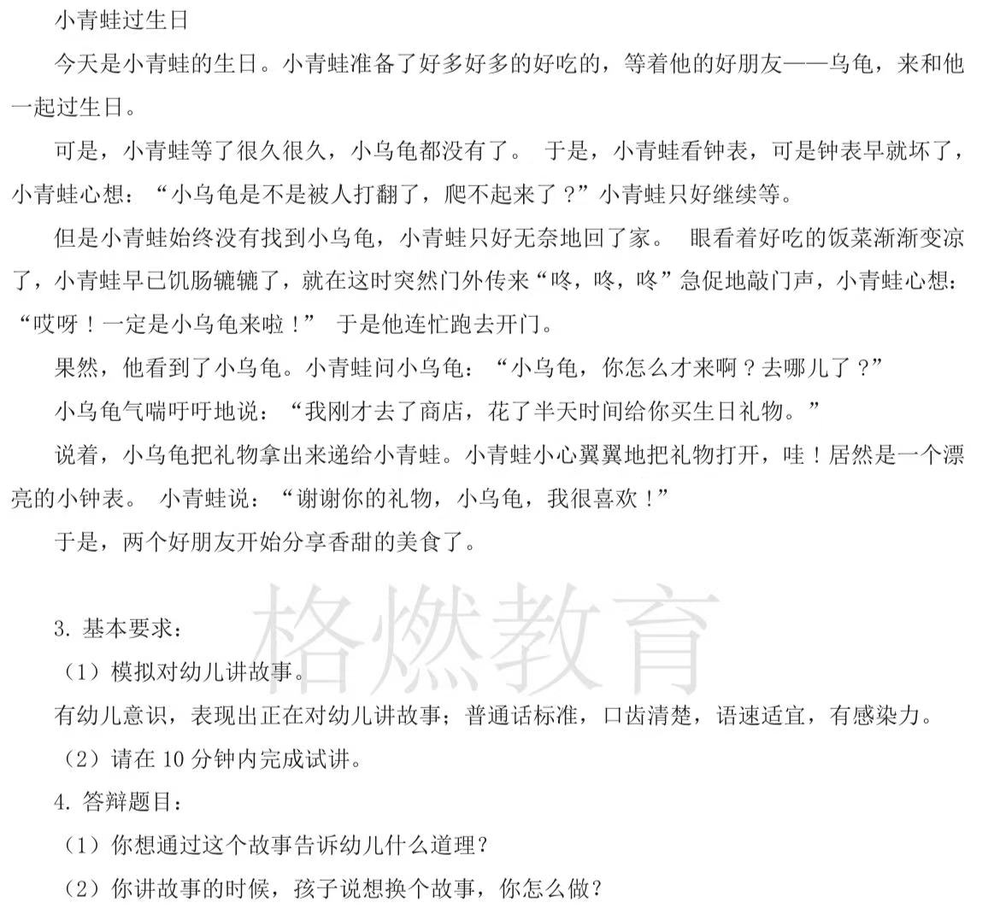 小青蛙过生日
今天是小青蛙的生日。小青蛙准备了好多好多的好吃的，等着他的好朋友——乌龟，来和他
一起过生日。
可是，小青蛙等了很久很久，小乌龟都没有了。 于是，小青蛙看钟表，可是钟表早就坏了，
小青蛙心想：“小乌龟是不是被人打翻了，爬不起来了?”小青蛙只好继续等。
但是小青蛙始终没有找到小乌龟，小青蛙只好无奈地回了家。 眼看着好吃的饭菜渐渐变凉
了，小青蛙早已饥肠辘辘了，就在这时突然门外传来“咚，咚，咚”急促地敲门声，小青蛙心想：
“哎呀！一定是小乌龟来啦！” 于是他连忙跑去开门。
果然，他看到了小乌龟。小青蛙问小乌龟：“小乌龟，你怎么才来啊？去哪儿了?”
小乌龟气喘吁吁地说：“我刚才去了商店，花了半天时间给你买生日礼物。”
说着，小乌龟把礼物拿出来递给小青蛙。小青蛙小心翼翼地把礼物打开，哇！居然是一个漂
亮的小钟表。 小青蛙说：“谢谢你的礼物，小乌龟，我很喜欢！”
于是，两个好朋友开始分享香甜的美食了。
格燃教育
3. 基本要求：
（1）模拟对幼儿讲故事。
有幼儿意识，表现出正在对幼儿讲故事；普通话标准，口齿清楚，语速适宜，有感染力。
（2）请在 10 分钟内完成试讲。
4. 答辩题目：
（1）你想通过这个故事告诉幼儿什么道理?
（2）你讲故事的时候，孩子说想换个故事，你怎么做?